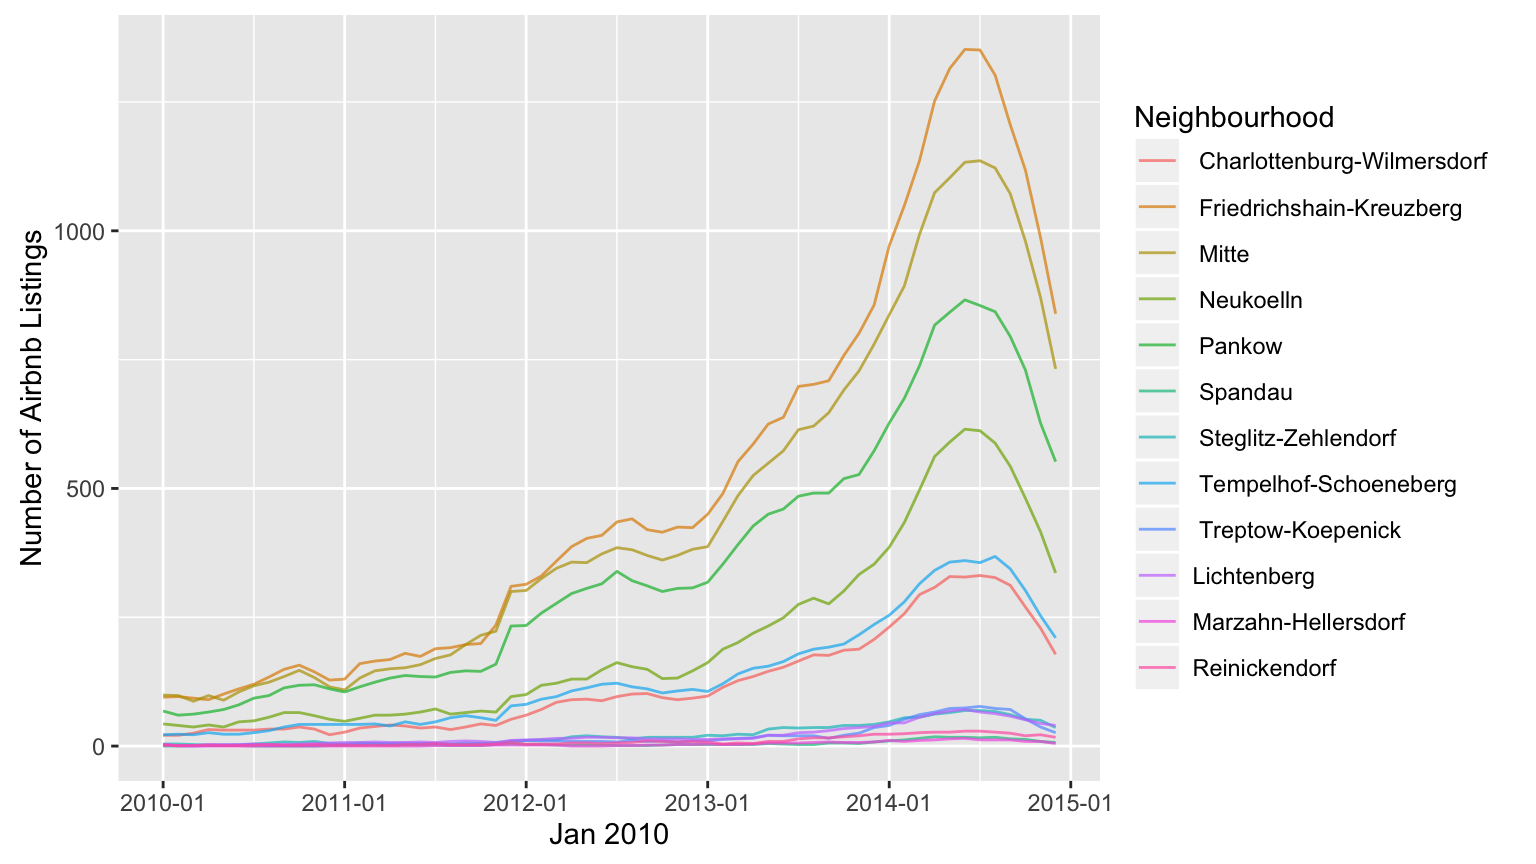 Number of Airbnb Listings
1000
500
0
2010-01 2011-01 2012-01 2013-01 2014-01 2015-01
Jan 2010
Neighbourhood
Charlottenburg-Wilmersdorf
Friedrichshain-Kreuzberg
Mitte
Neukoelln
Pankow
Spandau
Steglitz-Zehlendorf
Tempelhof-Schoeneberg
Treptow-Koepenick
Lichtenberg
Marzahn-Hellersdorf
Reinickendorf